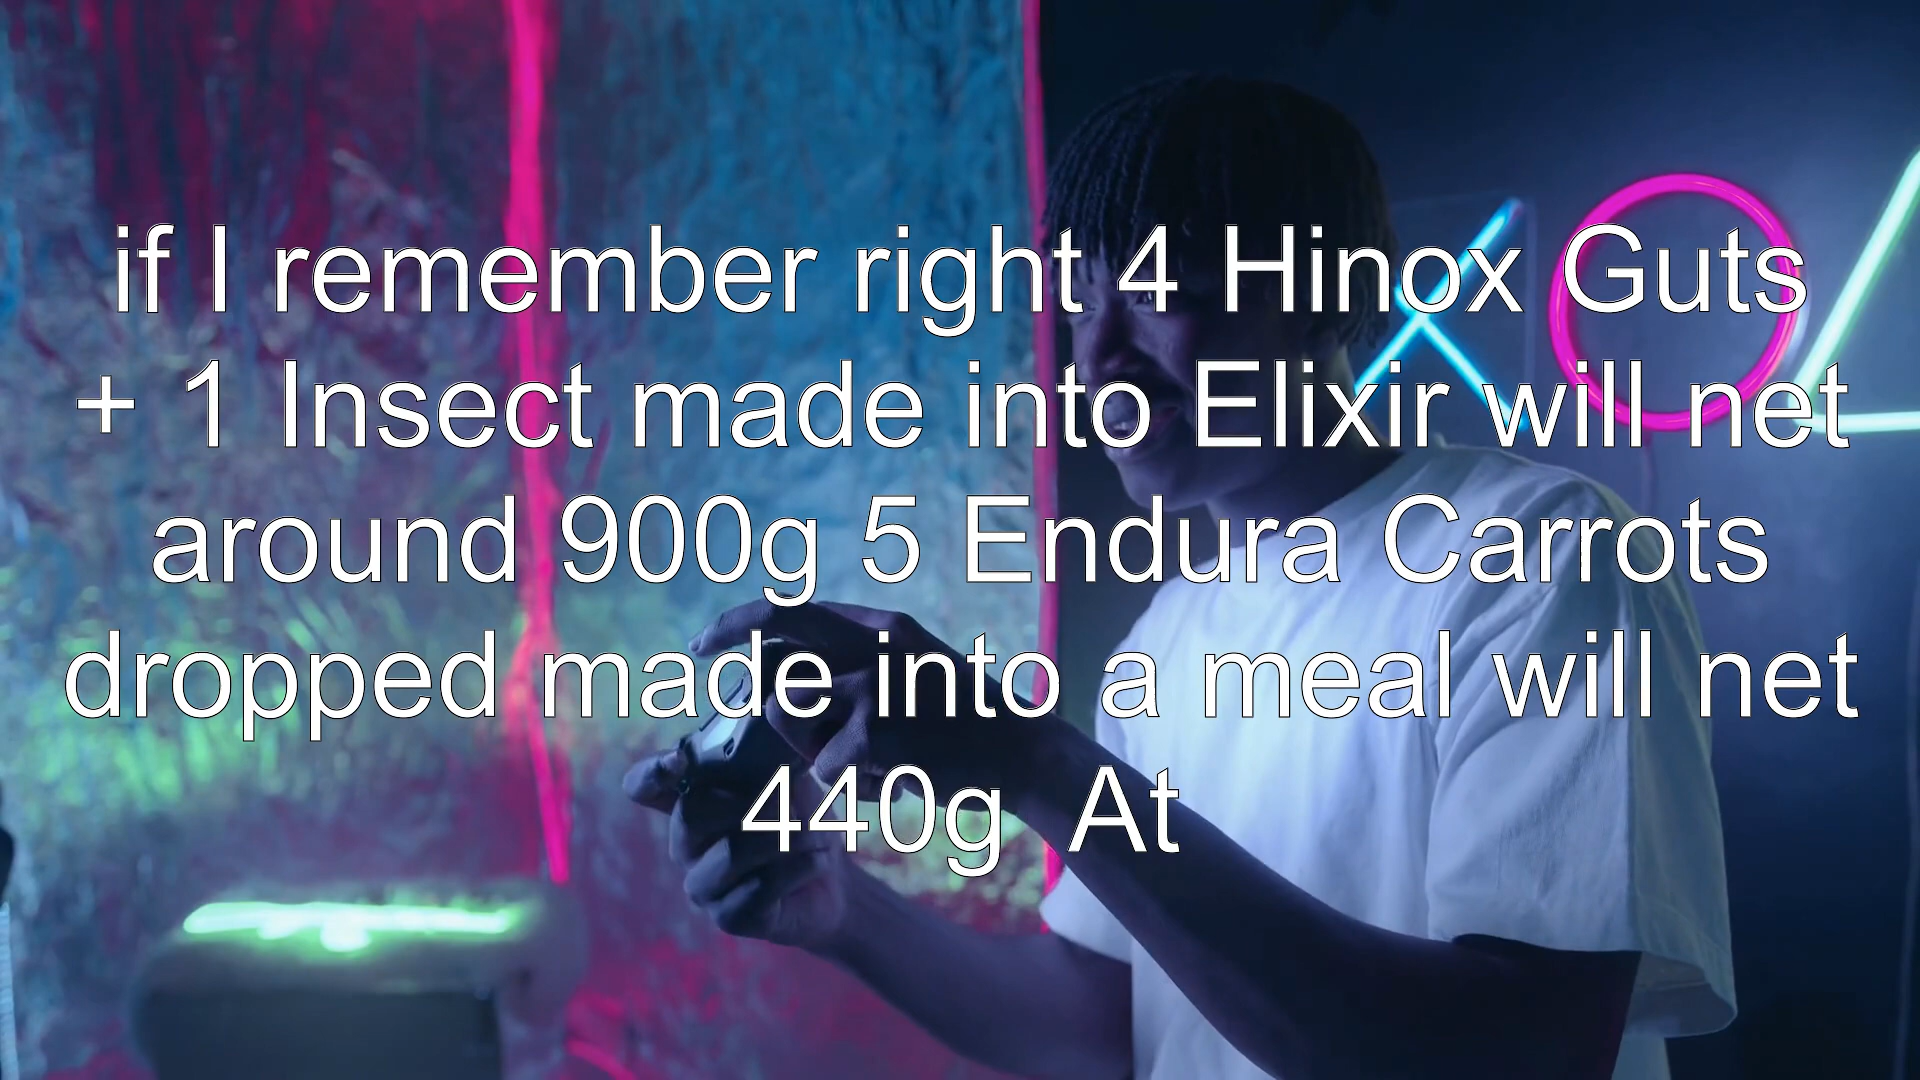 if I remember right 4 Hinox Guts
+ 1 Insect made into Elixir will net
around 900g 5 Endura Carrots
dropped made into a meal will net
440g  At